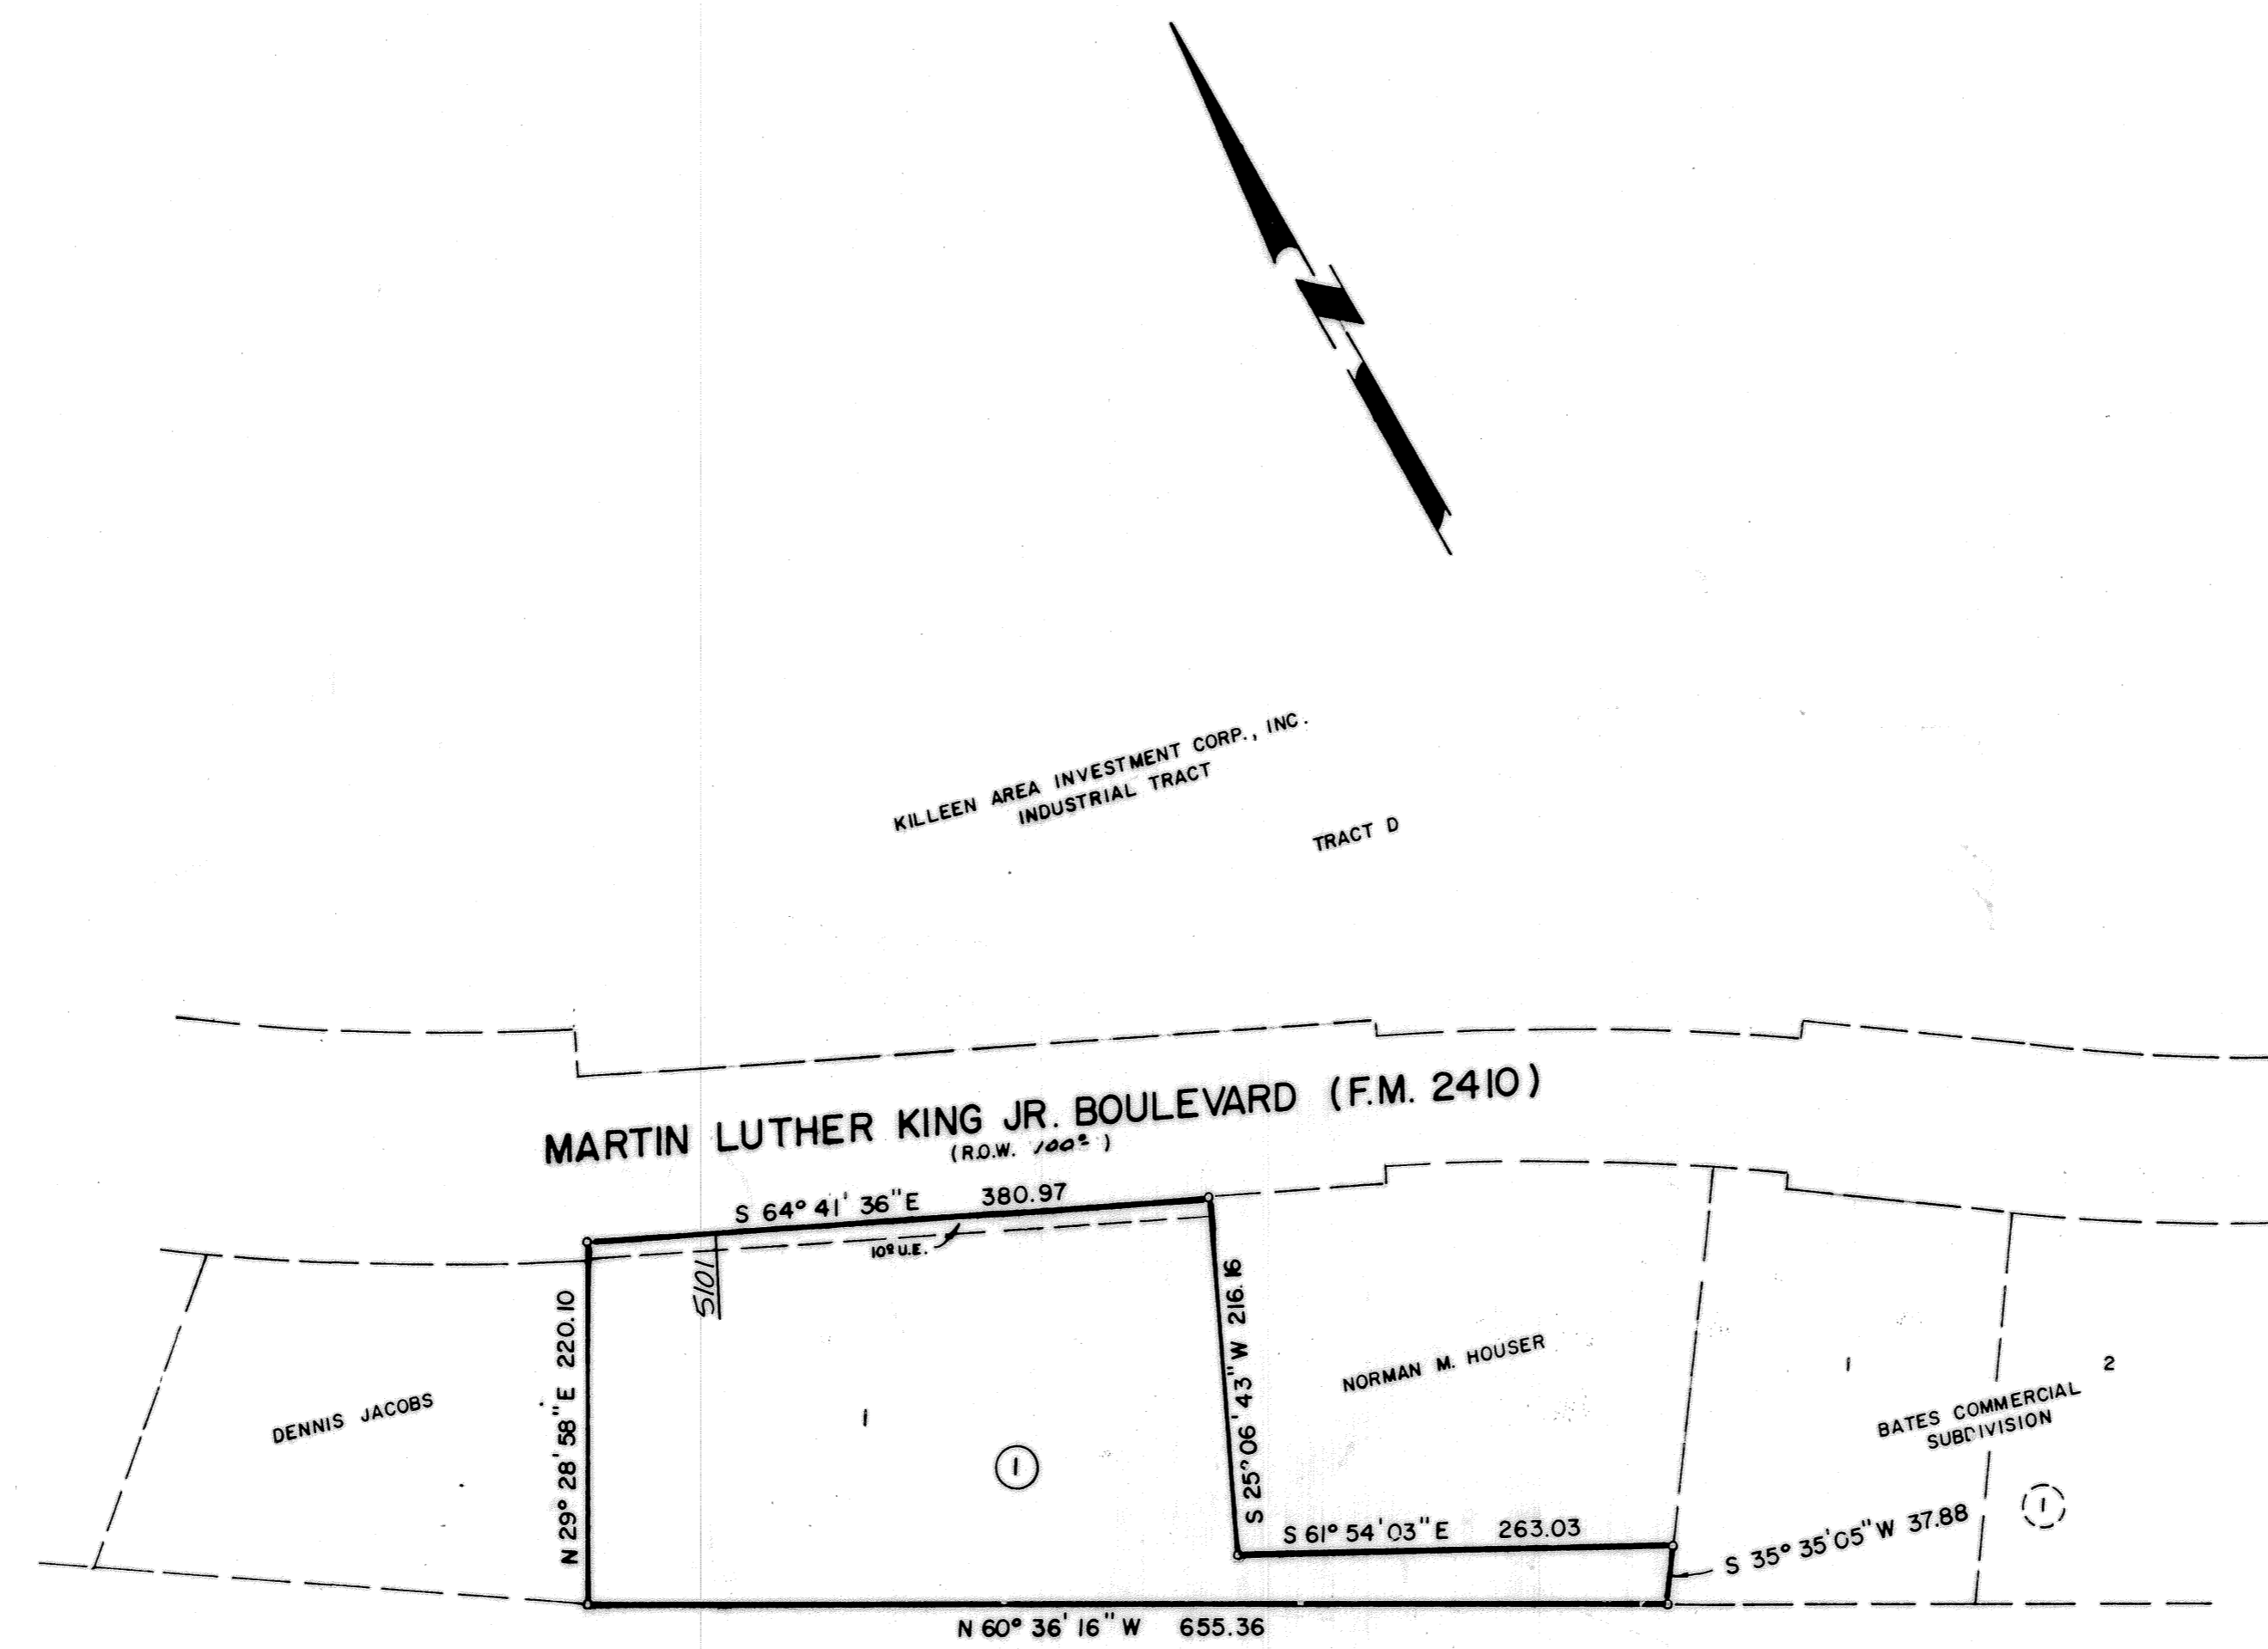 N
KILLEEN AREA INVESTMENT CORP., INC.
INDUSTRIAL TRACT
TRACT D
MARTIN LUTHER KING JR. BOULEVARD (F.M. 2410)
(R.O.W. 100º )
S 64° 41' 36" E 380.97
10º U.E.
5101
N 29° 28' 58" E 220.10
S 25° 06' 43" W 216.16
DENNIS JACOBS
1
1
NORMAN M. HOUSER
1
2
BATES COMMERCIAL
SUBDIVISION
1
S 61° 54' 03" E 263.03
S 35° 35' 05" W 37.88
N 60° 36' 16" W 655.36